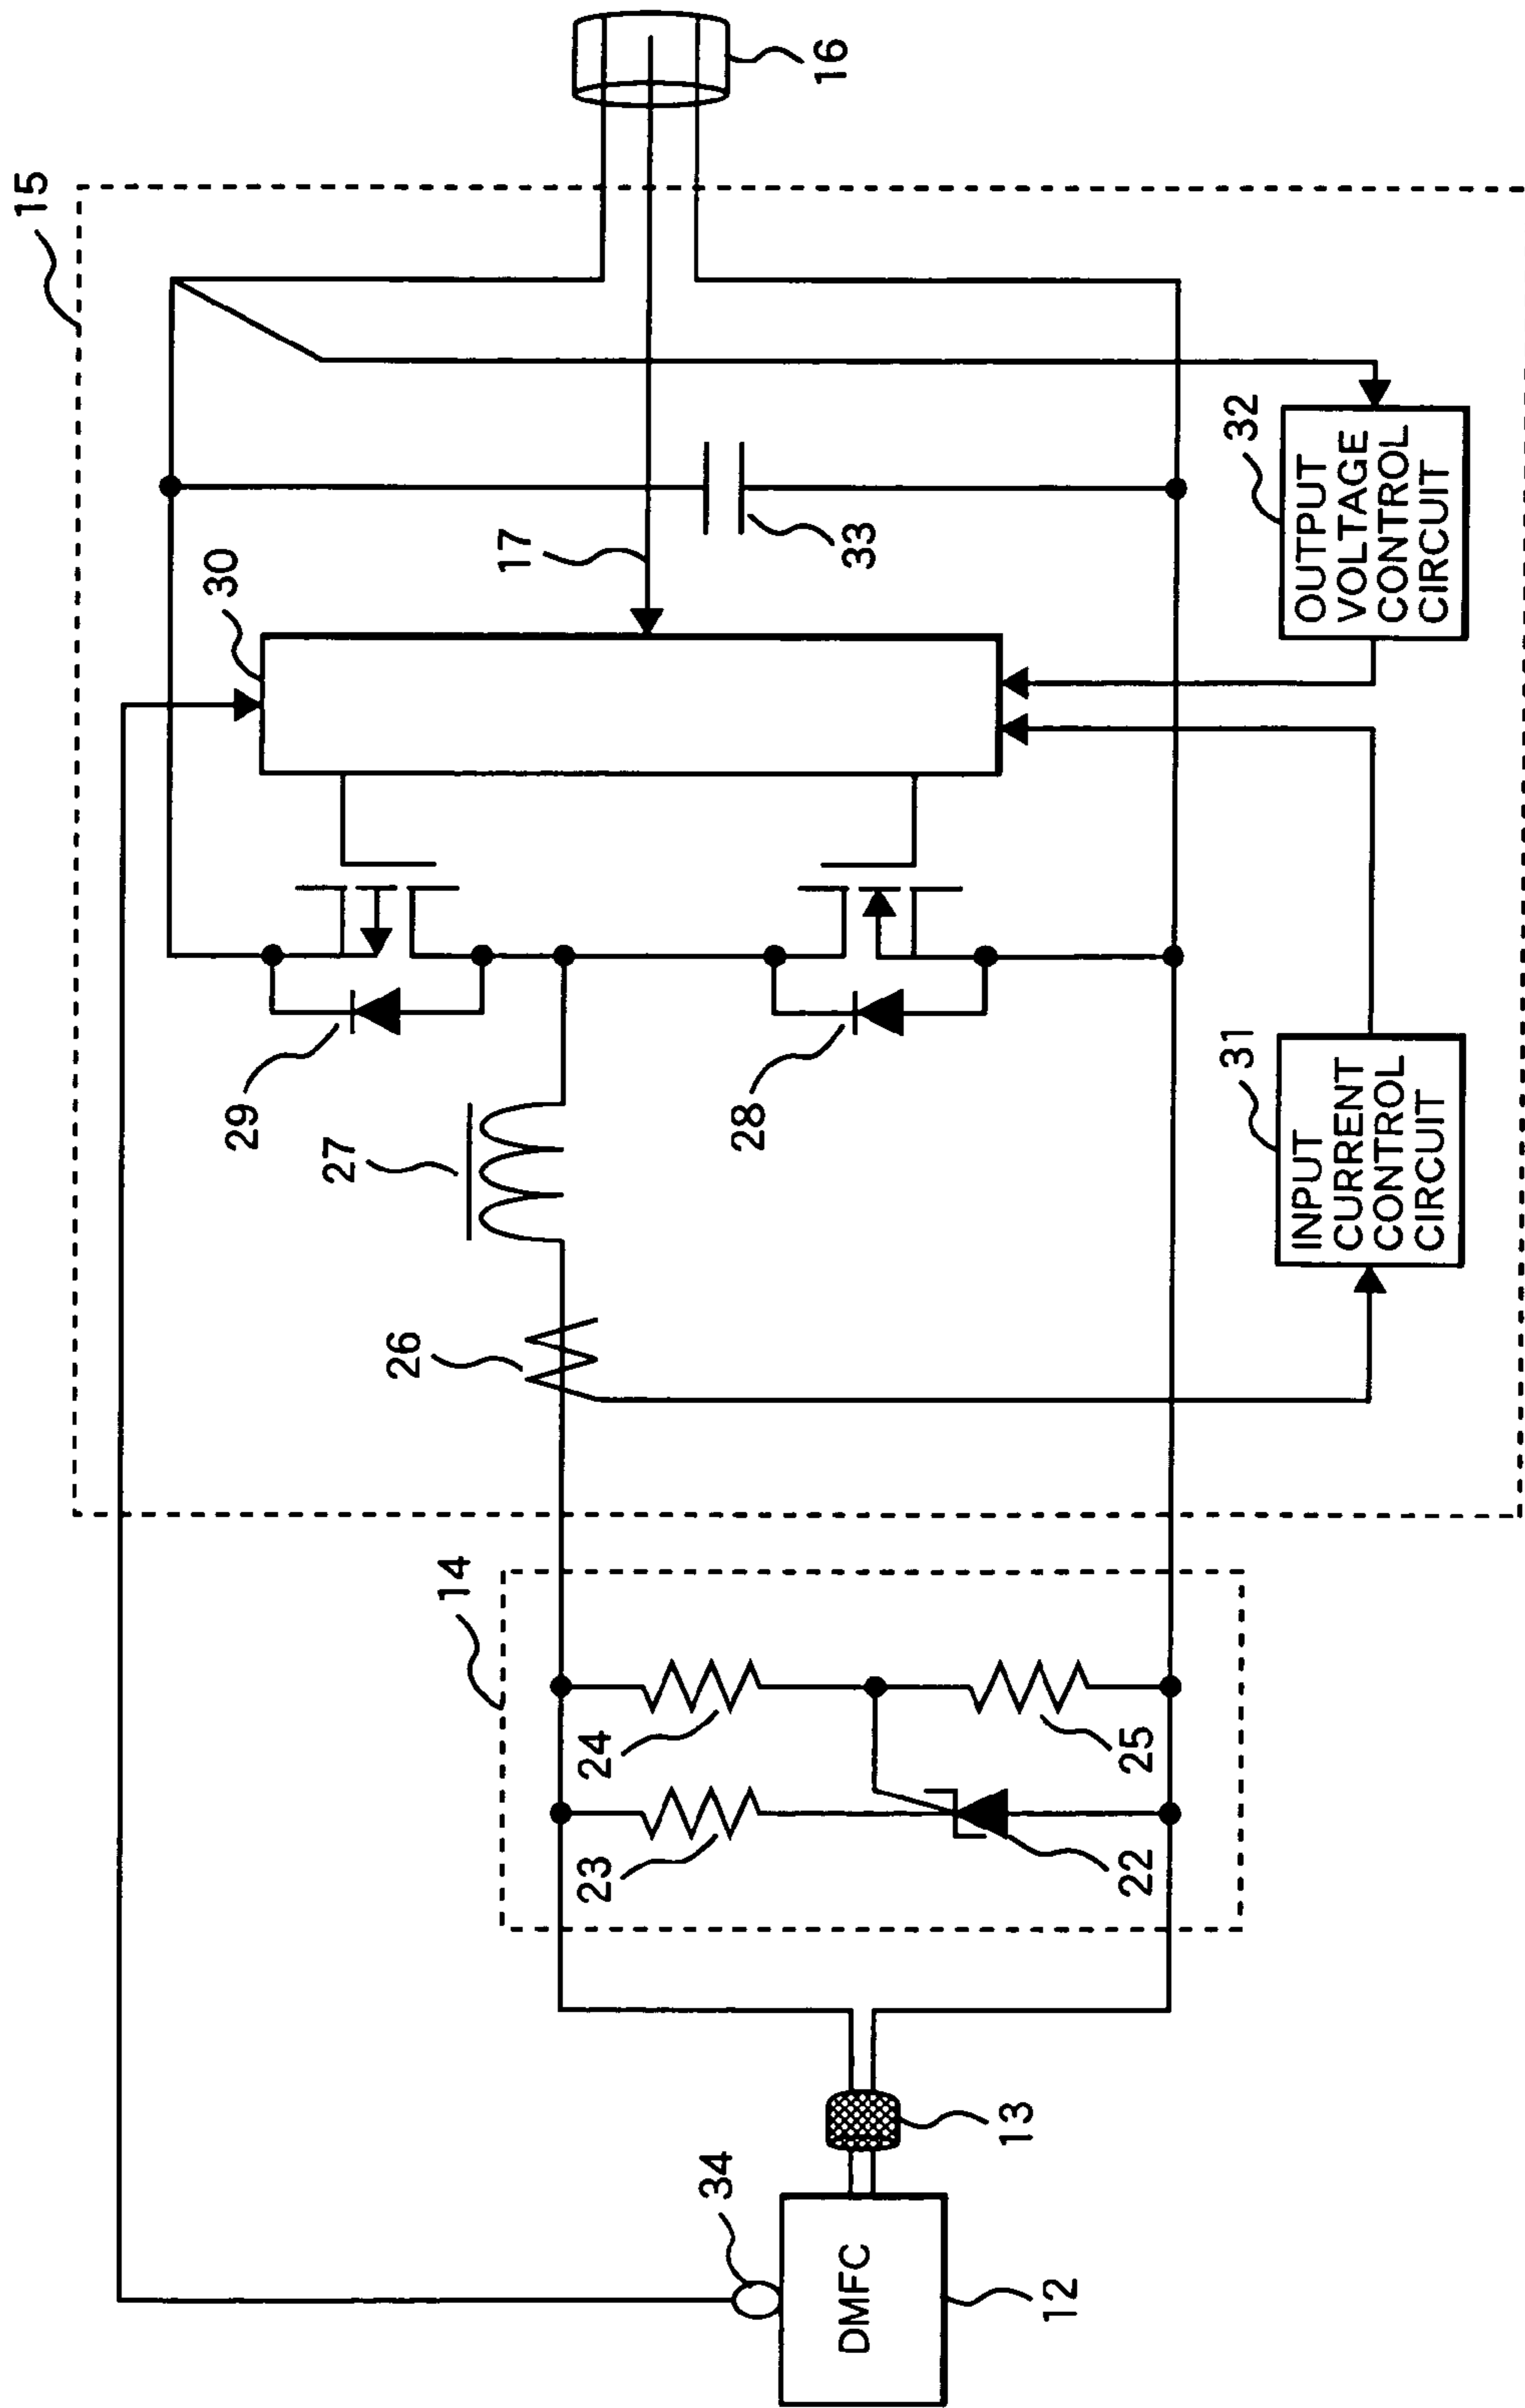 15
16
30
17
33
32
OUTPUT
VOLTAGE
CONTROL
CIRCUIT
29
27
28
26
31
INPUT
CURRENT
CONTROL
CIRCUIT
14
24
25
23
22
13
34
DMFC
12